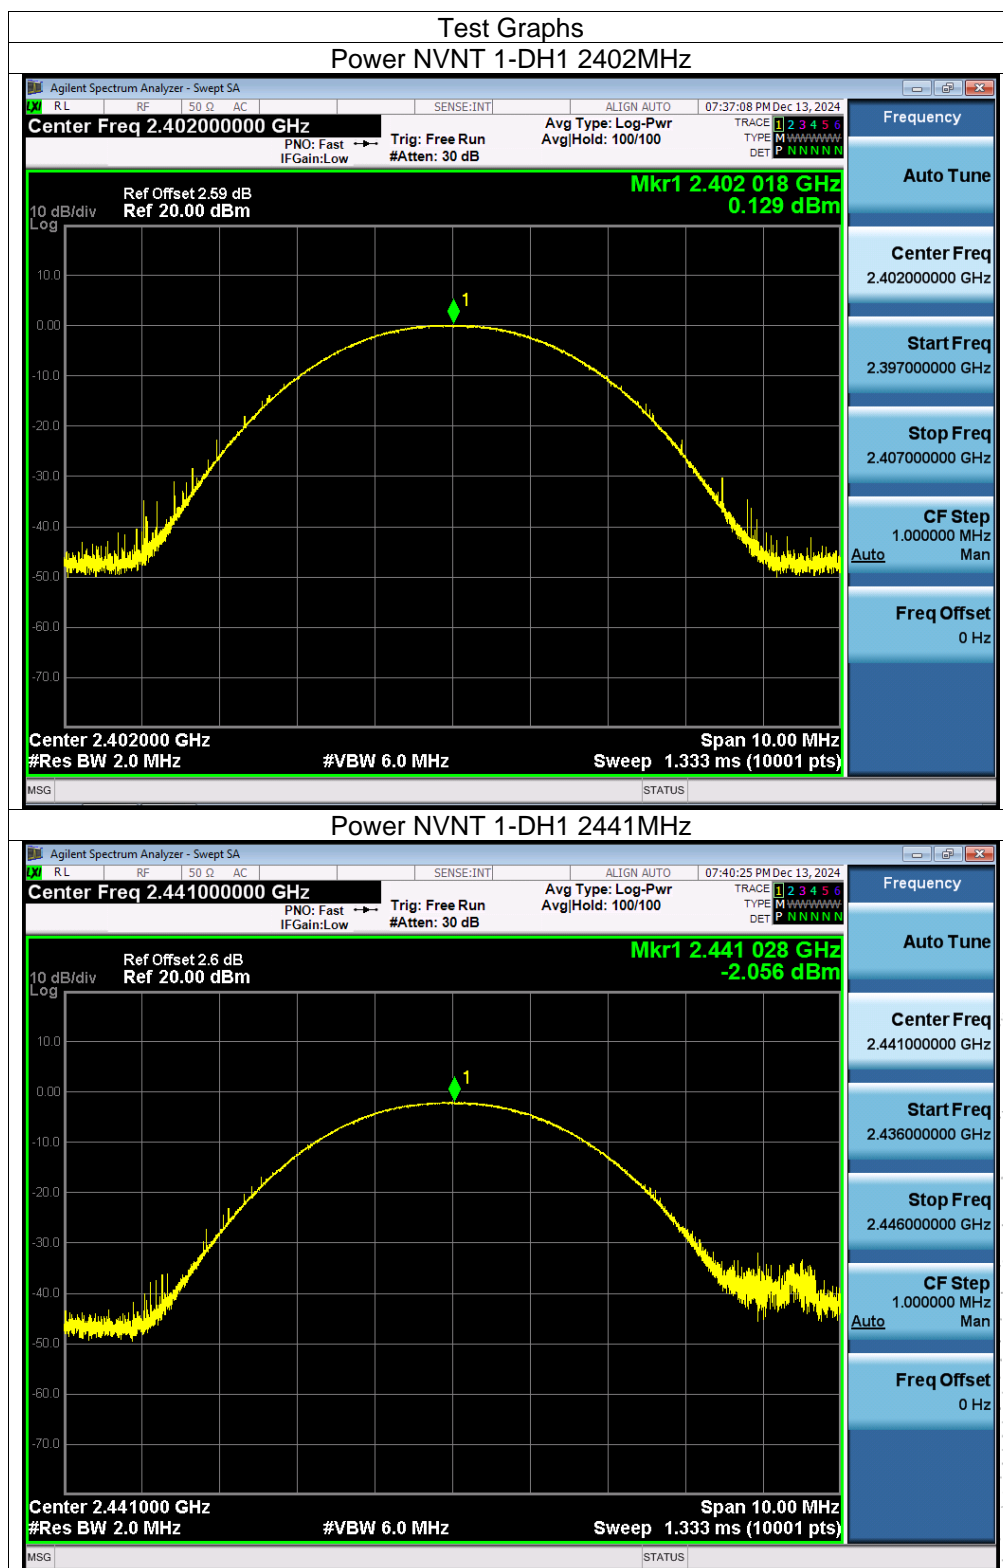 Test Graphs
Power NVNT 1-DH1 2402MHz
Agilent Spectrum Analyzer - Swept SA
LXI RL RF 50 Ω AC SENSE:INT ALIGN AUTO 07:37:08 PM Dec 13, 2024
Center Freq 2.402000000 GHz
PNO: Fast
IFGain:Low
Trig: Free Run
#Atten: 30 dB
Avg Type: Log-Pwr
Avg|Hold: 100/100
TRACE 1 2 3 4 5 6
TYPE M WWWWW
DET P N N N N N
Ref Offset 2.59 dB
10 dB/div Ref 20.00 dBm
Log
Mkr1 2.402 018 GHz
0.129 dBm
10.0
0.00
-10.0
-20.0
-30.0
-40.0
-50.0
-60.0
-70.0
1
Center 2.402000 GHz Span 10.00 MHz
#Res BW 2.0 MHz #VBW 6.0 MHz Sweep 1.333 ms (10001 pts)
MSG STATUS
Frequency
Auto Tune
Center Freq
2.402000000 GHz
Start Freq
2.397000000 GHz
Stop Freq
2.407000000 GHz
CF Step
1.000000 MHz
Auto Man
Freq Offset
0 Hz
Power NVNT 1-DH1 2441MHz
Agilent Spectrum Analyzer - Swept SA
LXI RL RF 50 Ω AC SENSE:INT ALIGN AUTO 07:40:25 PM Dec 13, 2024
Center Freq 2.441000000 GHz
PNO: Fast
IFGain:Low
Trig: Free Run
#Atten: 30 dB
Avg Type: Log-Pwr
Avg|Hold: 100/100
TRACE 1 2 3 4 5 6
TYPE M WWWWW
DET P N N N N N
Ref Offset 2.6 dB
10 dB/div Ref 20.00 dBm
Log
Mkr1 2.441 028 GHz
-2.056 dBm
10.0
0.00
-10.0
-20.0
-30.0
-40.0
-50.0
-60.0
-70.0
1
Center 2.441000 GHz Span 10.00 MHz
#Res BW 2.0 MHz #VBW 6.0 MHz Sweep 1.333 ms (10001 pts)
MSG STATUS
Frequency
Auto Tune
Center Freq
2.441000000 GHz
Start Freq
2.436000000 GHz
Stop Freq
2.446000000 GHz
CF Step
1.000000 MHz
Auto Man
Freq Offset
0 Hz